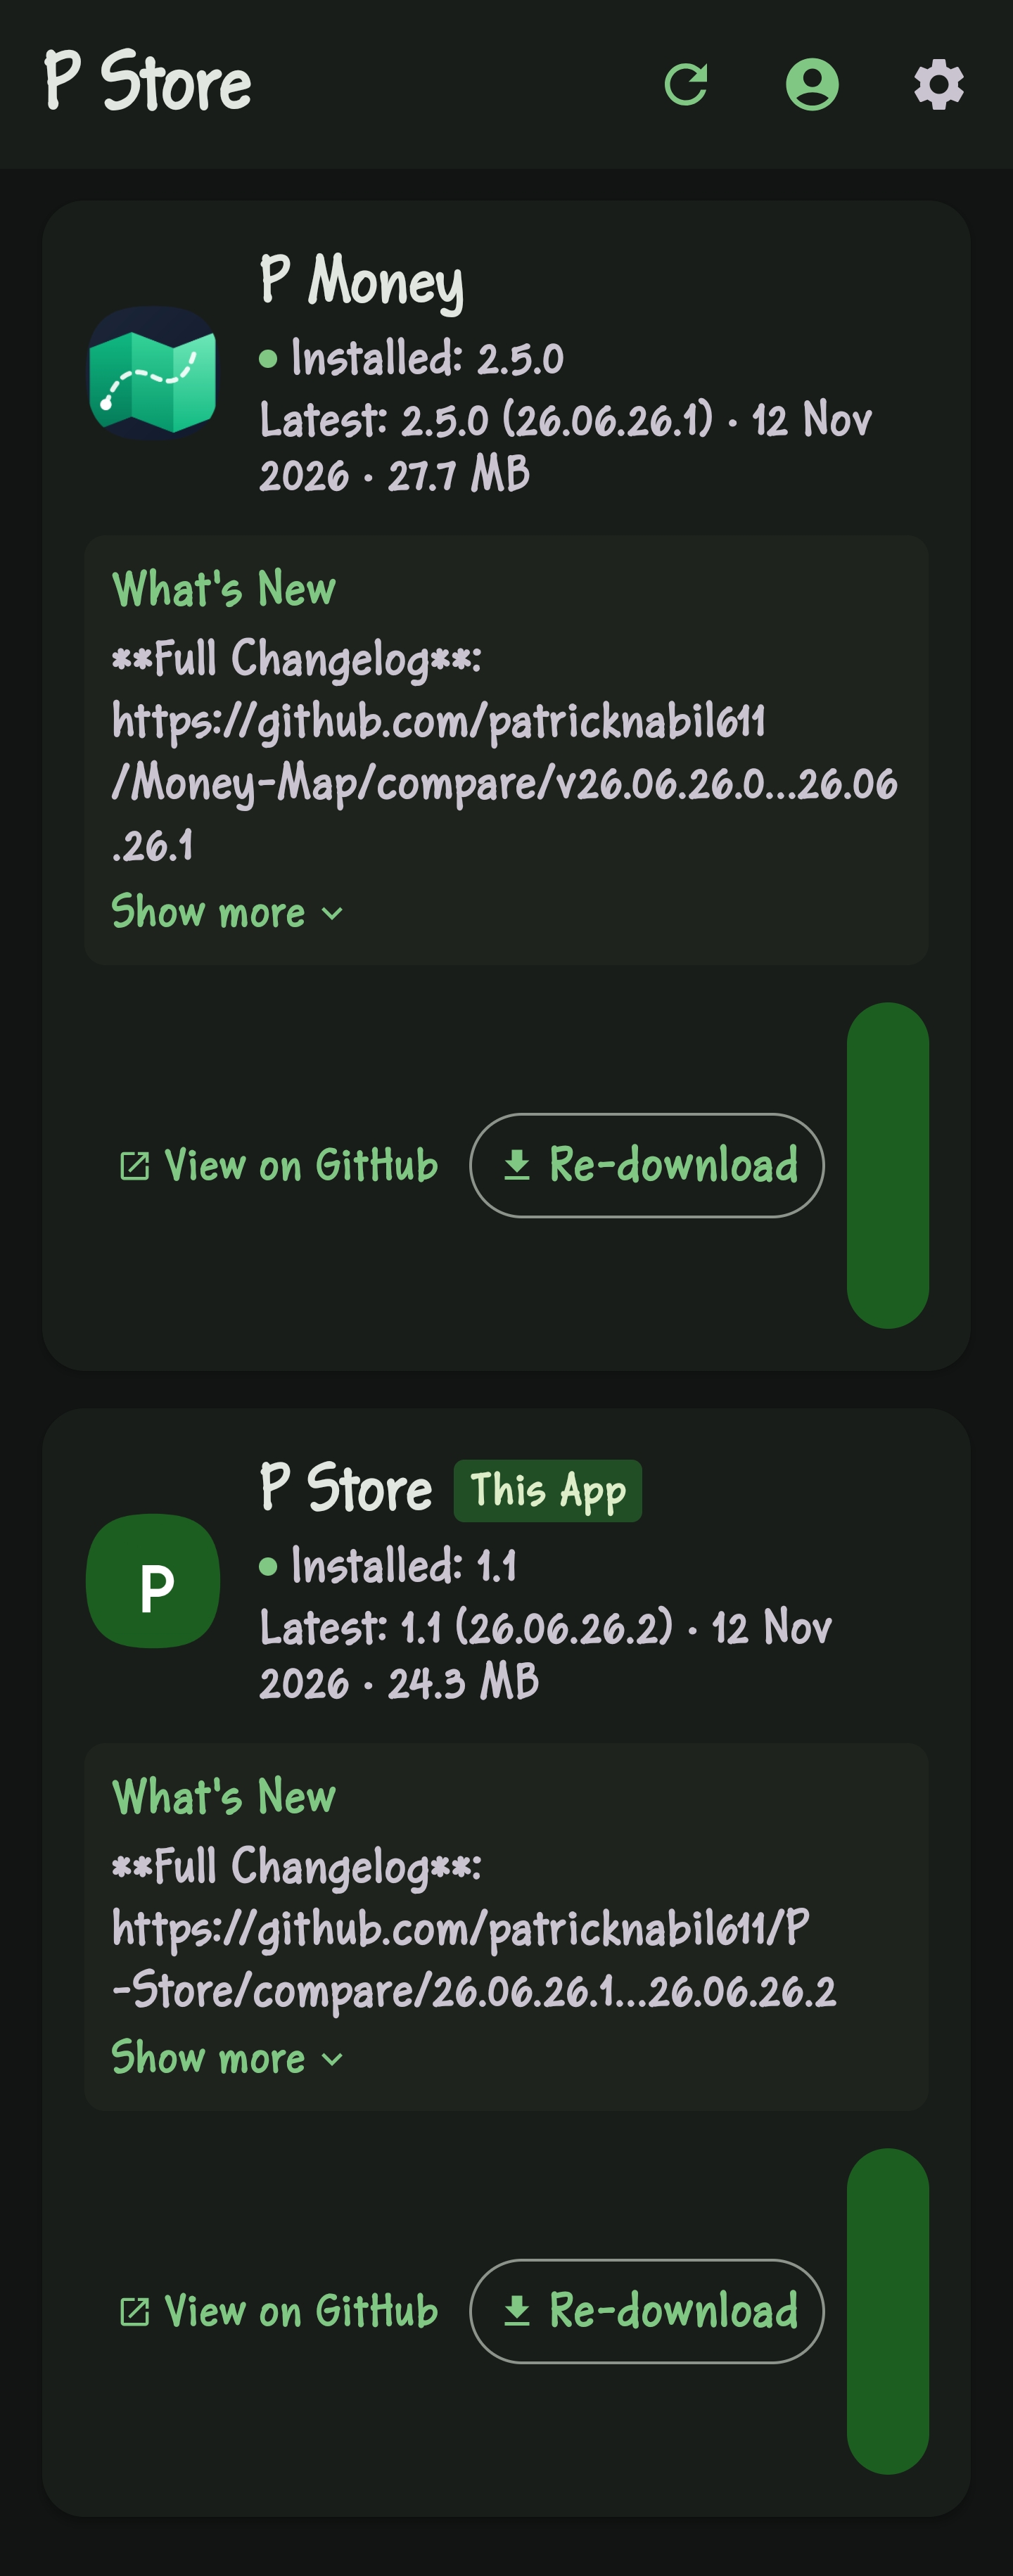 P Store
P Money
Installed: 2.5.0
Latest: 2.5.0 (26.06.26.1) · 12 Nov
2026 · 27.7 MB
What's New
**Full Changelog**:
https://github.com/patricknabil611
/Money-Map/compare/v26.06.26.0...26.06
.26.1
Show more
View on GitHub
Re-download
P
P Store
This App
Installed: 1.1
Latest: 1.1 (26.06.26.2) · 12 Nov
2026 · 24.3 MB
What's New
**Full Changelog**:
https://github.com/patricknabil611/P
-Store/compare/26.06.26.1...26.06.26.2
Show more
View on GitHub
Re-download